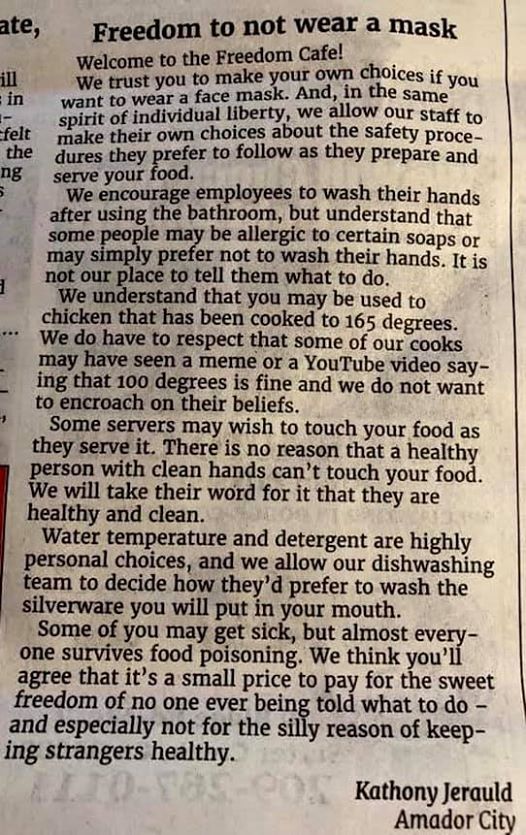 ate,
ill
in
felt
the
ng
Freedom to not wear a mask
Welcome to the Freedom Cafe!
We trust you to make your own choices if you
want to wear a face mask. And, in the same
spirit of individual liberty, we allow our staff to
make their own choices about the safety proce-
dures they prefer to follow as they prepare and
serve your food.
We encourage employees to wash their hands
after using the bathroom, but understand that
some people may be allergic to certain soaps or
may simply prefer not to wash their hands. It is
not our place to tell them what to do.
We understand that you may be used to
chicken that has been cooked to 165 degrees.
We do have to respect that some of our cooks
may have seen a meme or a YouTube video say-
ing that 100 degrees is fine and we do not want
to encroach on their beliefs.
Some servers may wish to touch your food as
they serve it. There is no reason that a healthy
person with clean hands can't touch your food.
We will take their word for it that they are
healthy and clean.
Water temperature and detergent are highly
personal choices, and we allow our dishwashing
team to decide how they'd prefer to wash the
silverware you will put in your mouth.
Some of you may get sick, but almost every-
one survives food poisoning. We think you'll
agree that it's a small price to pay for the sweet
freedom of no one ever being told what to do –
and especially not for the silly reason of keep-
ing strangers healthy.
Kathony Jerauld
Amador City